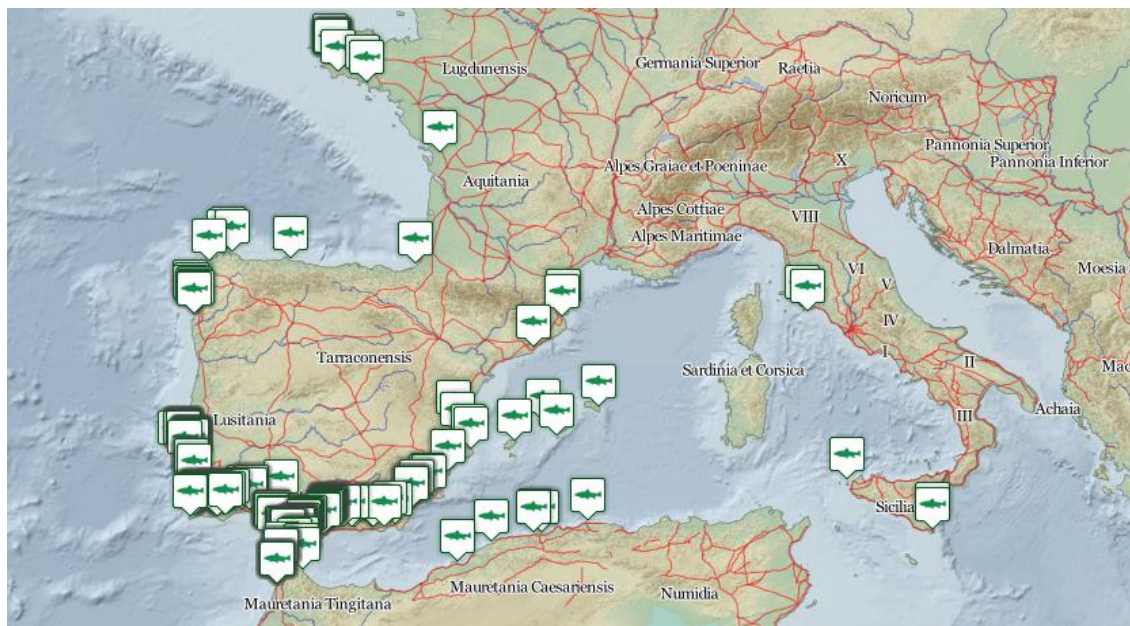 Germania Superior
Lugdunensis
Raetia
Noricum
Pannonia Superior
X
Pannonia Inferior
Alpes Graiae et Poeninae
Aquitania
Alpes Cottiae
VIII
Alpes Maritimae
Dalmatia
VI
Moesia
V
IV
Tarraconensis
I
II
Sardinia et Corsica
Mac
Achaia
III
Lusitania
Sicilia
Mauretania Caesariensis
Numidia
Mauretania Tingitana